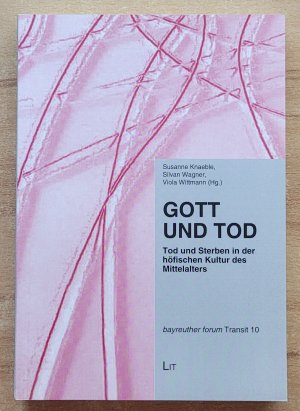 Susanne Knaeble,
Silvan Wagner,
Viola Wittmann (Hg.)
GOTT
UND TOD
Tod und Sterben in der
höfischen Kultur des
Mittelalters
bayreuther forum Transit 10
LIT